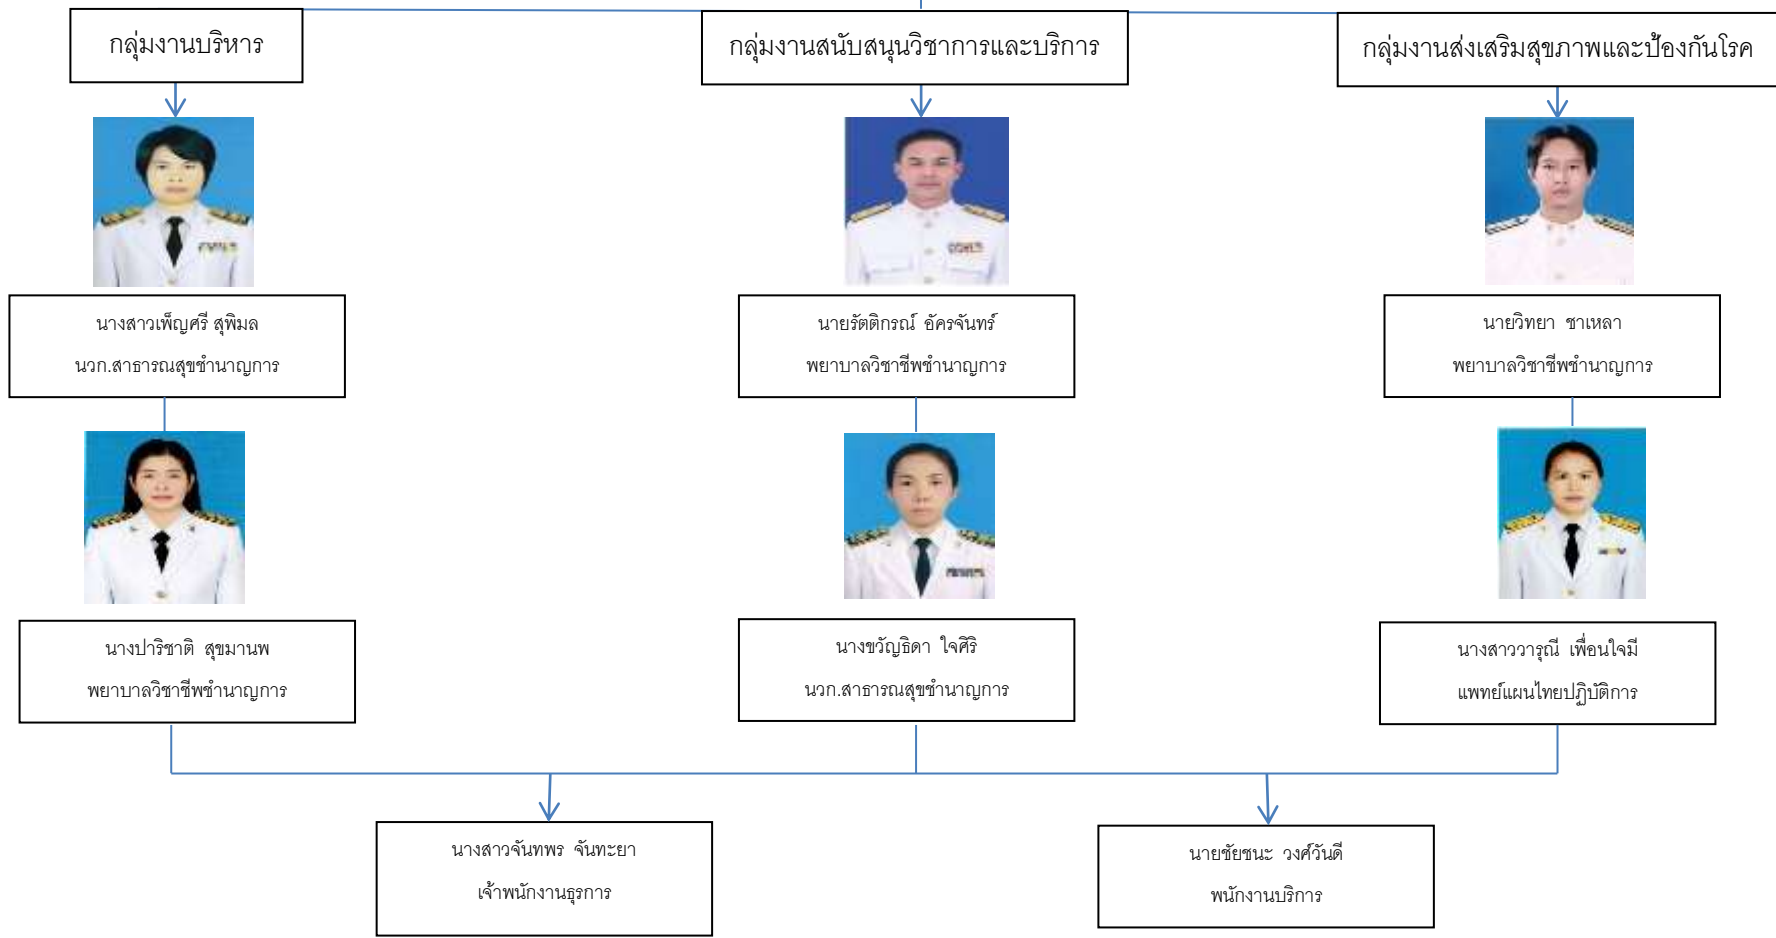 กลุ่มงานบริหาร
กลุ่มงานสนับสนุนวิชาการและบริการ
กลุ่มงานส่งเสริมสุขภาพและป้องกันโรค
นางสาวเพ็ญศรี สุพิมล
นวก.สาธารณสุขชำนาญการ
นายรัตติกรณ์ อัครจันทร์
พยาบาลวิชาชีพชำนาญการ
นายวิทยา ชาเหลา
พยาบาลวิชาชีพชำนาญการ
นางปาริชาติ สุขมานพ
พยาบาลวิชาชีพชำนาญการ
นางขวัญธิดา ใจศิริ
นวก.สาธารณสุขชำนาญการ
นางสาววารุณี เพื่อนใจมี
แพทย์แผนไทยปฏิบัติการ
นางสาวจันทพร จันทะยา
เจ้าพนักงานธุรการ
นายชัยชนะ วงศ์วันดี
พนักงานบริการ